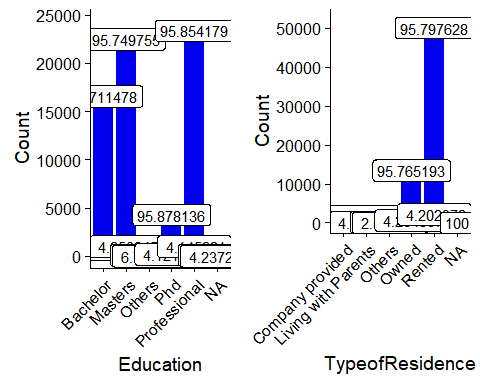 25000
20000
15000
10000
5000
0
Count
95.749755
95.854179
711478
95.878136
4.2372
Bachelor
Masters
Others
Phd
Professional
NA
Education
50000
40000
30000
20000
10000
0
Count
95.797628
95.765193
4.
2.
100
Company provided
Living with Parents
Others
Owned
Rented
NA
TypeofResidence